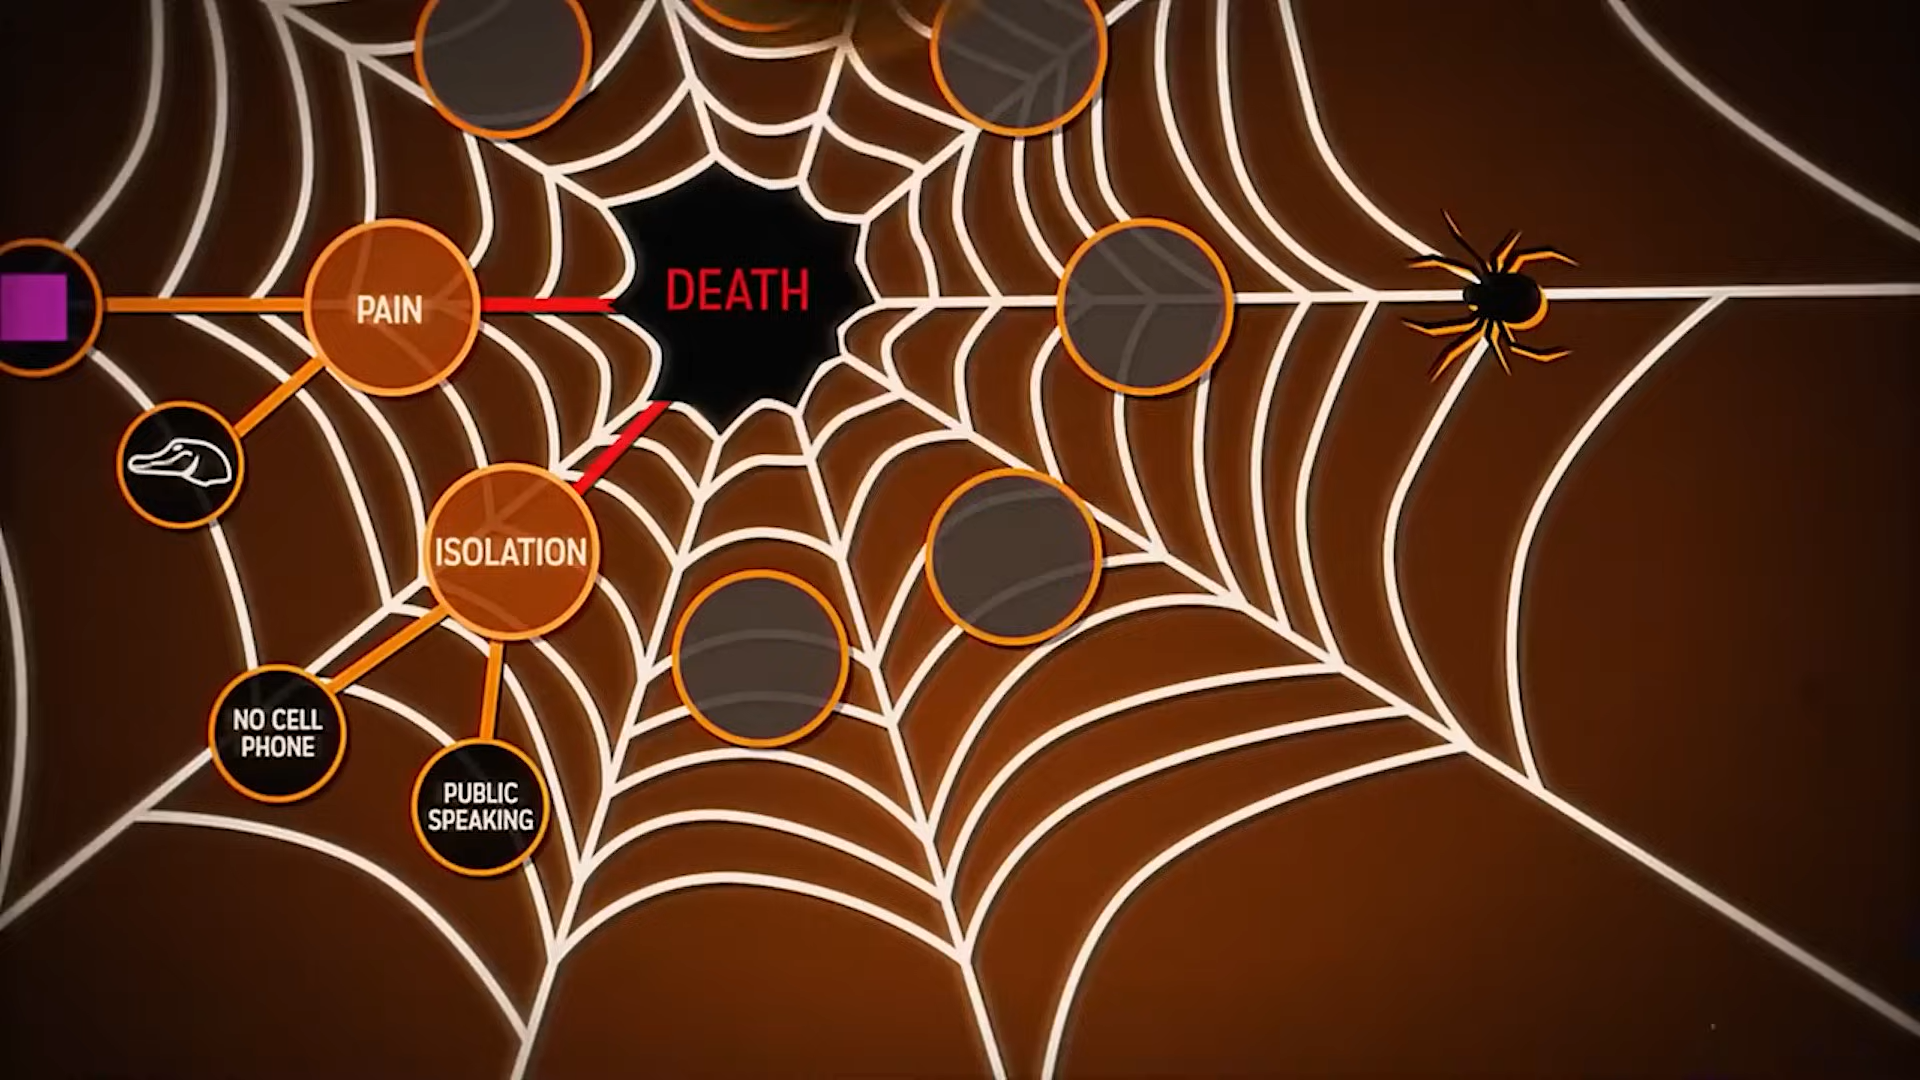 DEATH
PAIN
ISOLATION
NO CELL
PHONE
PUBLIC
SPEAKING